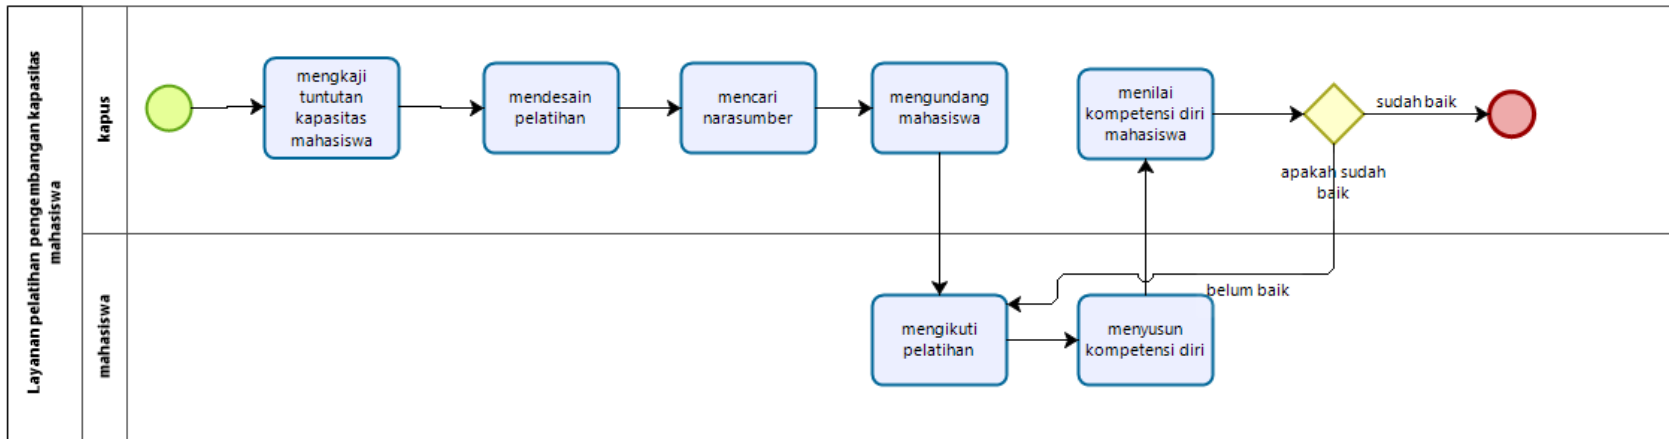 Layanan pelatihan pengembangan kapasitas
mahasiswa
kapus
mengkaji
tuntutan
kapasitas
mahasiswa
mendesain
pelatihan
mencari
narasumber
mengundang
mahasiswa
menilai
kompetensi diri
mahasiswa
sudah baik
apakah sudah
baik
mahasiswa
mengikuti
pelatihan
menyusun
kompetensi diri
belum baik